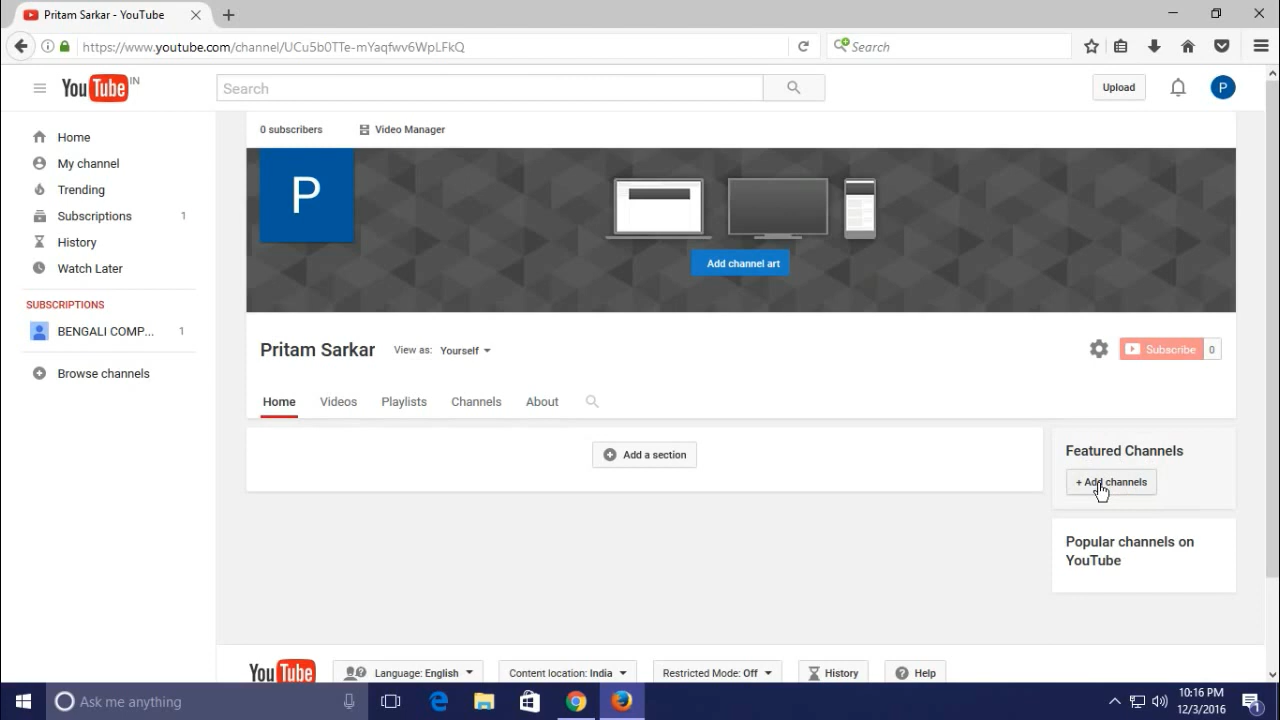 Pritam Sarkar - YouTube
https://www.youtube.com/channel/UCu5b0TTe-mYaqfwv6WpLFkQ
Search
YouTube IN
Search
Upload
P
Home
My channel
Trending
Subscriptions 1
History
Watch Later
SUBSCRIPTIONS
BENGALI COMP... 1
Browse channels
0 subscribers
Video Manager
P
Add channel art
Pritam Sarkar
View as: Yourself
Subscribe 0
Home
Videos
Playlists
Channels
About
Add a section
Featured Channels
+ Add channels
Popular channels on
YouTube
YouTube
Language: English
Content location: India
Restricted Mode: Off
History
Help
Ask me anything
10:16 PM
12/3/2016
1